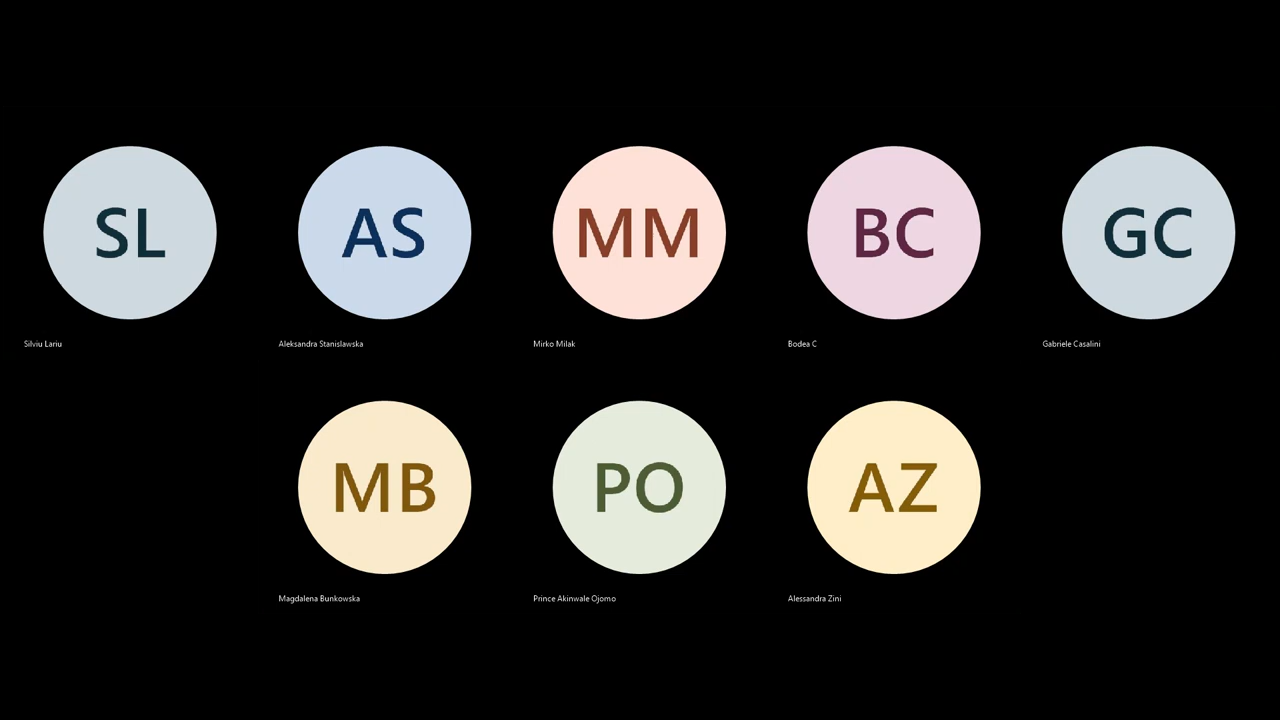 SL
AS
MM
BC
GC
Silviu Lariu
Aleksandra Stanislawska
Mirko Milak
Bodea C
Gabriele Casalini
MB
PO
AZ
Magdalena Bunkowska
Prince Akinwale Ojomo
Alessandra Zini